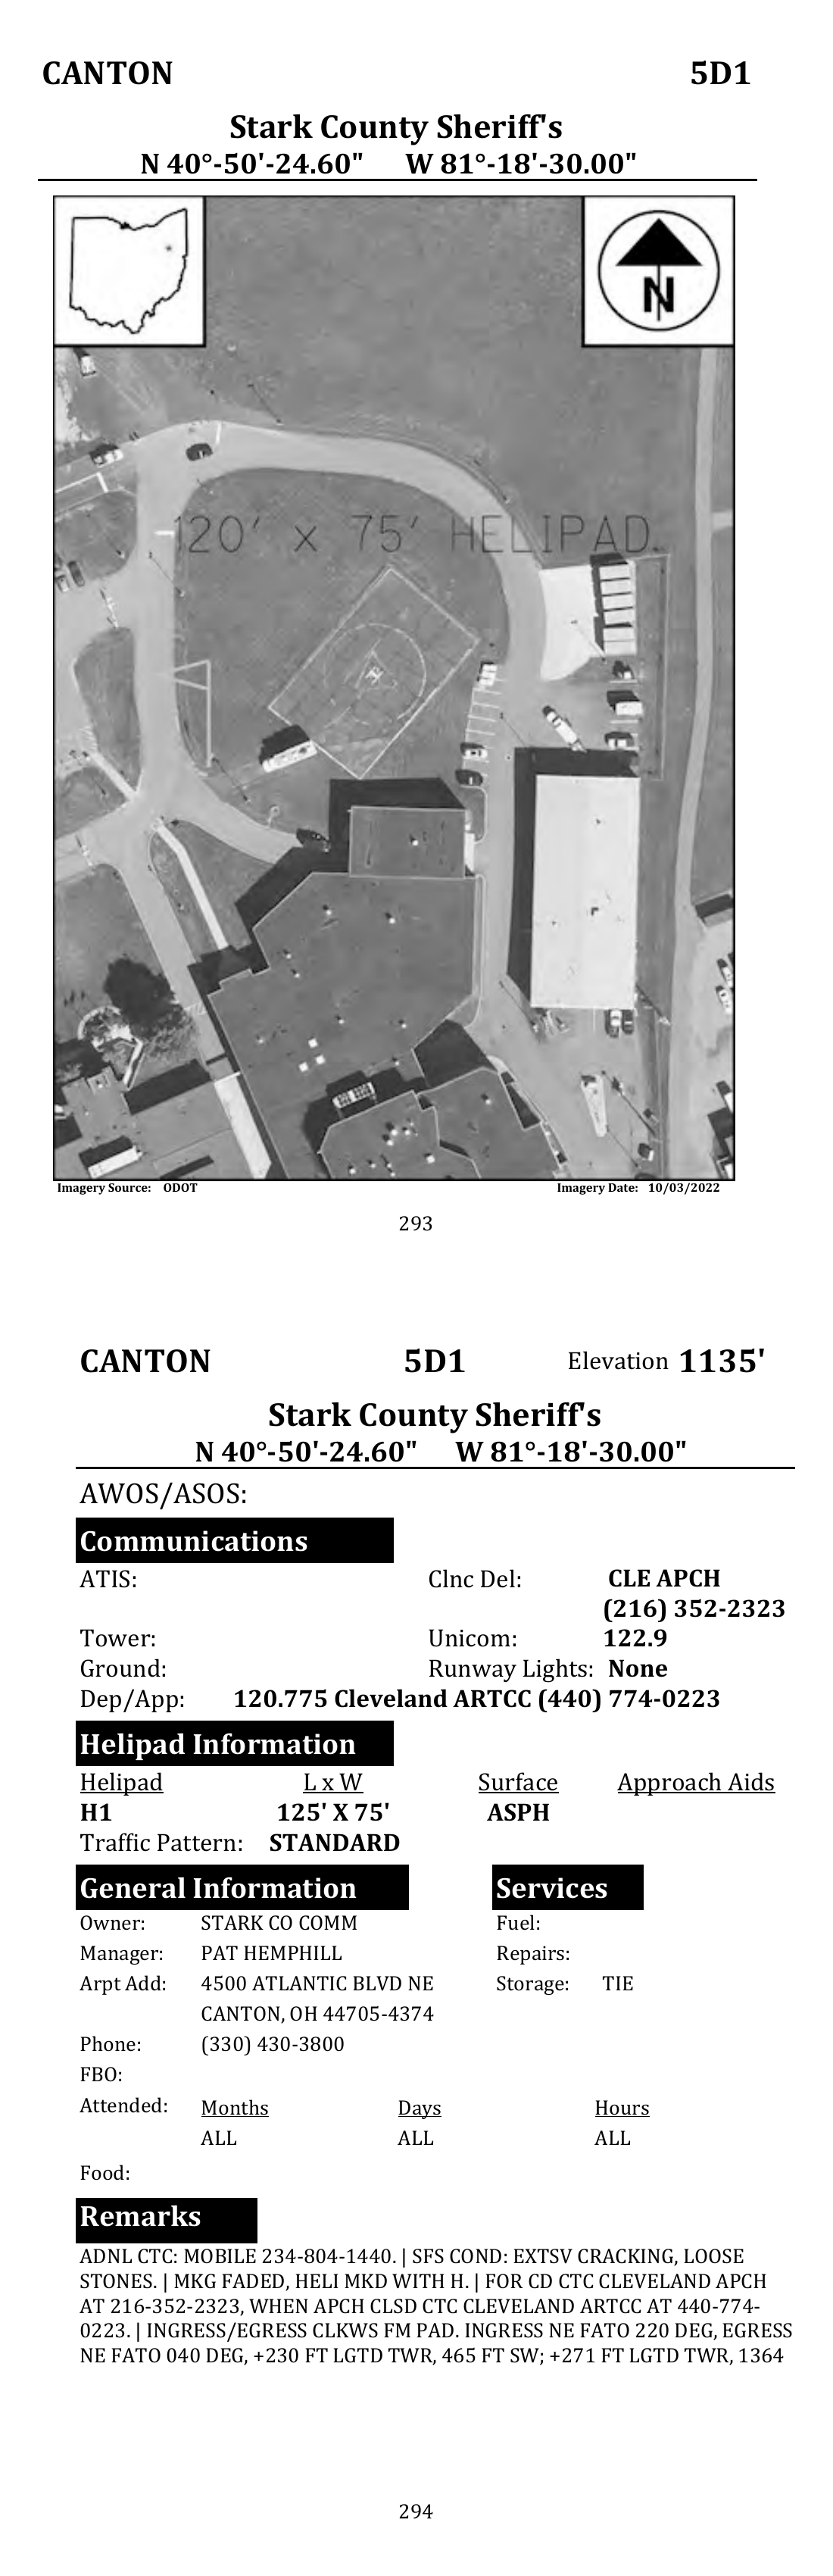 CANTON 5D1
Stark County Sheriff's
N 40°-50'-24.60" W 81°-18'-30.00"
N
120' x 75' HELIPAD
H
Imagery Source: ODOT Imagery Date: 10/03/2022
293
CANTON 5D1 Elevation 1135'
Stark County Sheriff's
N 40°-50'-24.60" W 81°-18'-30.00"
AWOS/ASOS:
Communications
ATIS: Clnc Del: CLE APCH
(216) 352-2323
Tower: Unicom: 122.9
Ground: Runway Lights: None
Dep/App: 120.775 Cleveland ARTCC (440) 774-0223
Helipad Information
Helipad L x W Surface Approach Aids
H1 125' X 75' ASPH
Traffic Pattern: STANDARD
General Information Services
Owner: STARK CO COMM Fuel:
Manager: PAT HEMPHILL Repairs:
Arpt Add: 4500 ATLANTIC BLVD NE Storage: TIE
CANTON, OH 44705-4374
Phone: (330) 430-3800
FBO:
Attended: Months Days Hours
ALL ALL ALL
Food:
Remarks
ADNL CTC: MOBILE 234-804-1440. | SFS COND: EXTSV CRACKING, LOOSE
STONES. | MKG FADED, HELI MKD WITH H. | FOR CD CTC CLEVELAND APCH
AT 216-352-2323, WHEN APCH CLSD CTC CLEVELAND ARTCC AT 440-774-
0223. | INGRESS/EGRESS CLKWS FM PAD. INGRESS NE FATO 220 DEG, EGRESS
NE FATO 040 DEG, +230 FT LGTD TWR, 465 FT SW; +271 FT LGTD TWR, 1364
294